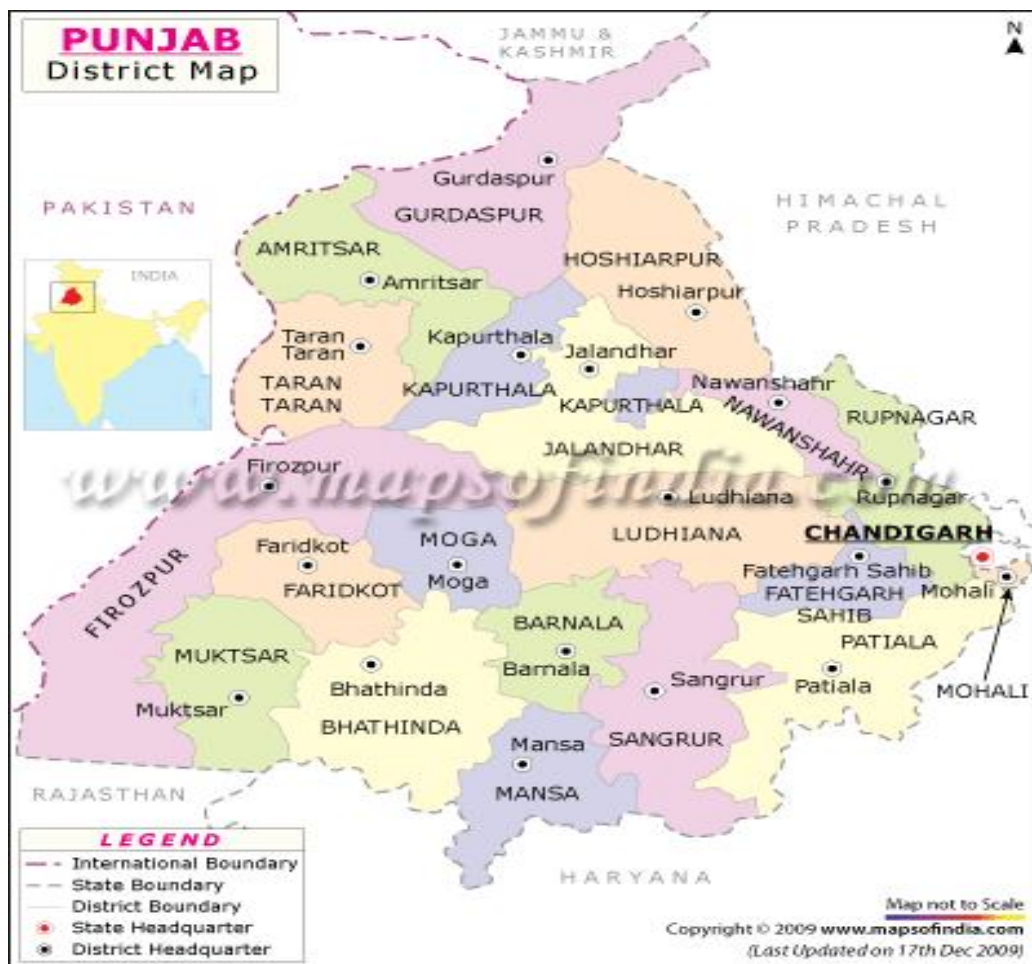 PUNJAB
District Map
JAMMU &
KASHMIR
N
PAKISTAN
HIMACHAL
PRADESH
INDIA
Gurdaspur
GURDASPUR
AMRITSAR
Amritsar
HOSHIARPUR
Hoshiarpur
Taran
Taran
TARAN
TARAN
Kapurthala
KAPURTHALA
Jalandhar
KAPURTHALA
JALANDHAR
Nawanshahr
NAWANSHAHR
RUPNAGAR
Rupnagar
www.mapsofindia.com
Firozpur
FIROZPUR
Ludhiana
LUDHIANA
MOGA
Moga
Faridkot
FARIDKOT
CHANDIGARH
Fatehgarh Sahib
FATEHGARH
SAHIB
Mohali
MOHALI
PATIALA
Patiala
BARNALA
Barnala
MUKTSAR
Muktsar
Bhathinda
BHATHINDA
Sangrur
SANGRUR
Mansa
MANSA
RAJASTHAN
HARYANA
LEGEND
International Boundary
State Boundary
District Boundary
State Headquarter
District Headquarter
Map not to Scale
Copyright © 2009 www.mapsofindia.com
(Last Updated on 17th Dec 2009)